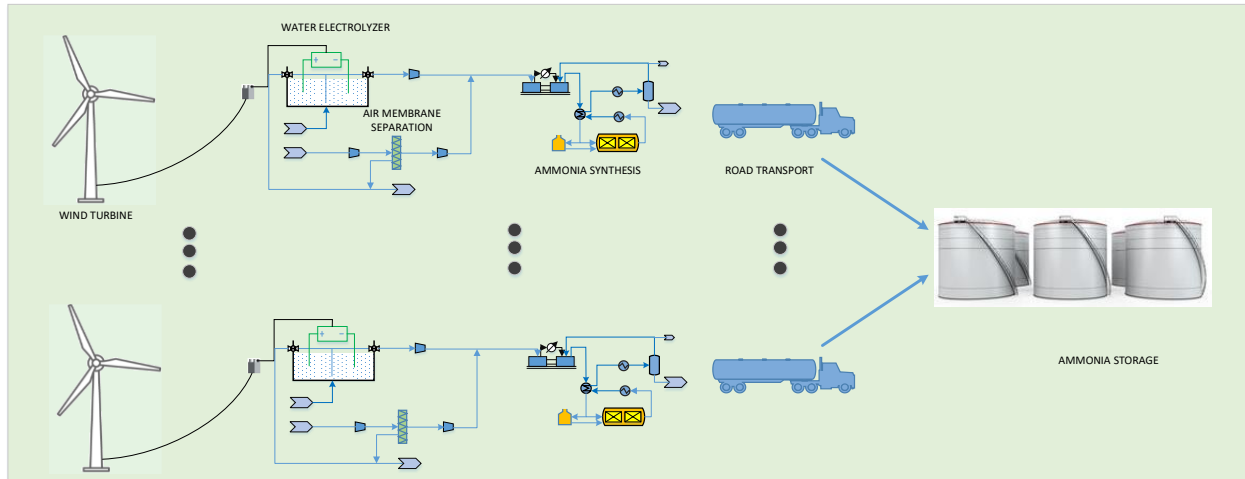 WATER ELECTROLYZER
+ −
AIR MEMBRANE
SEPARATION
AMMONIA SYNTHESIS
ROAD TRANSPORT
WIND TURBINE
+ −
AMMONIA STORAGE